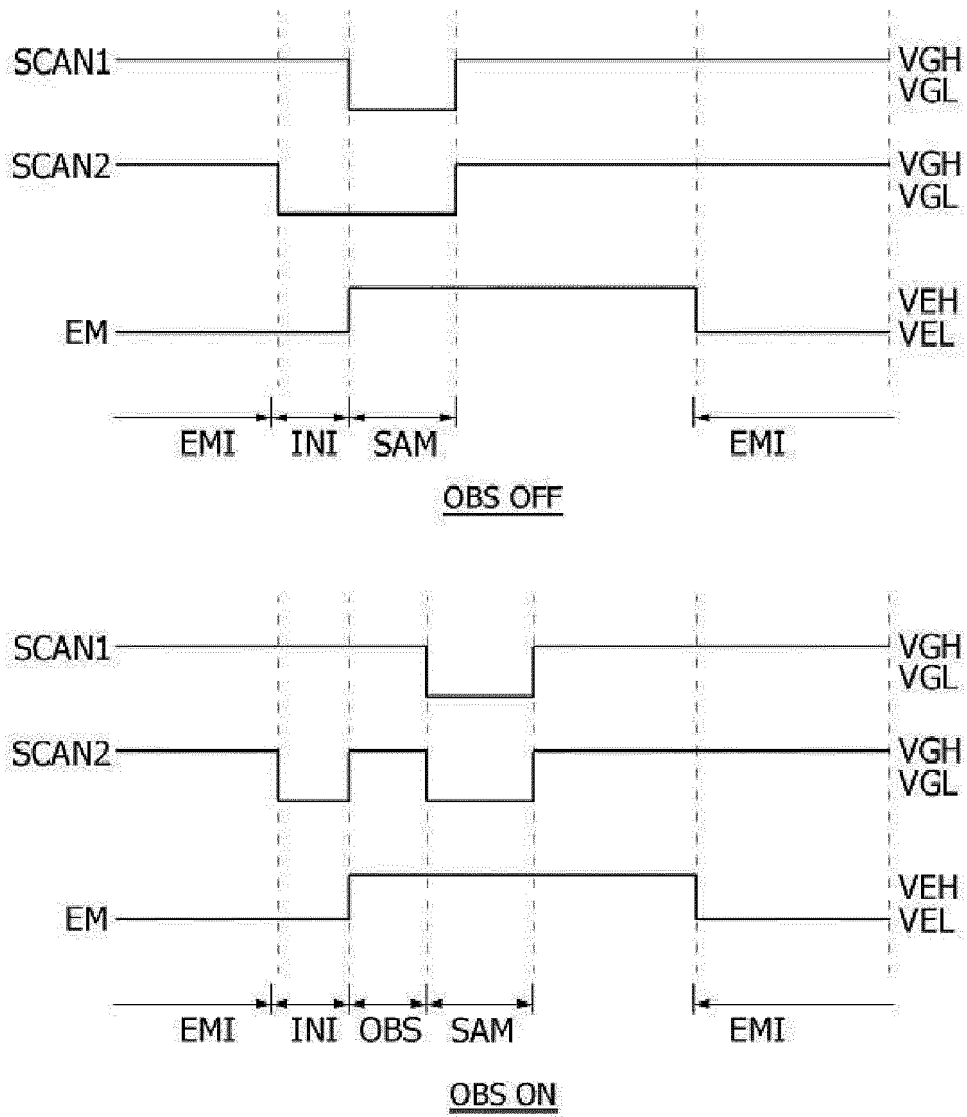 SCAN1 VGH
VGL
SCAN2 VGH
VGL
VEH
EM VEL
EMI INI SAM EMI
OBS OFF
SCAN1 VGH
VGL
SCAN2 VGH
VGL
VEH
EM VEL
EMI INI OBS SAM EMI
OBS ON